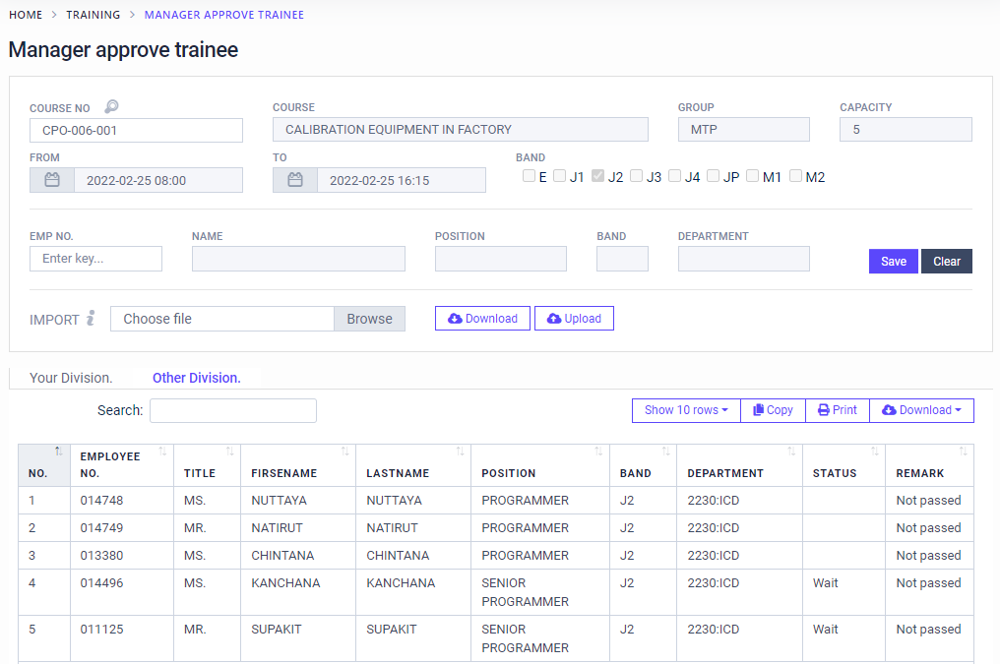 HOME > TRAINING > MANAGER APPROVE TRAINEE
Manager approve trainee
COURSE NO COURSE GROUP CAPACITY
CPO-006-001 CALIBRATION EQUIPMENT IN FACTORY MTP 5
FROM TO BAND
2022-02-25 08:00 2022-02-25 16:15 E J1 J2 J3 J4 JP M1 M2
EMP NO. NAME POSITION BAND DEPARTMENT
Enter key... Save Clear
IMPORT Choose file Browse Download Upload
Your Division. Other Division.
Search: Show 10 rows Copy Print Download
NO. EMPLOYEE NO. TITLE FIRSENAME LASTNAME POSITION BAND DEPARTMENT STATUS REMARK
1 014748 MS. NUTTAYA NUTTAYA PROGRAMMER J2 2230:ICD Not passed
2 014749 MR. NATIRUT NATIRUT PROGRAMMER J2 2230:ICD Not passed
3 013380 MS. CHINTANA CHINTANA PROGRAMMER J2 2230:ICD Not passed
4 014496 MS. KANCHANA KANCHANA SENIOR PROGRAMMER J2 2230:ICD Wait Not passed
5 011125 MR. SUPAKIT SUPAKIT SENIOR PROGRAMMER J2 2230:ICD Wait Not passed